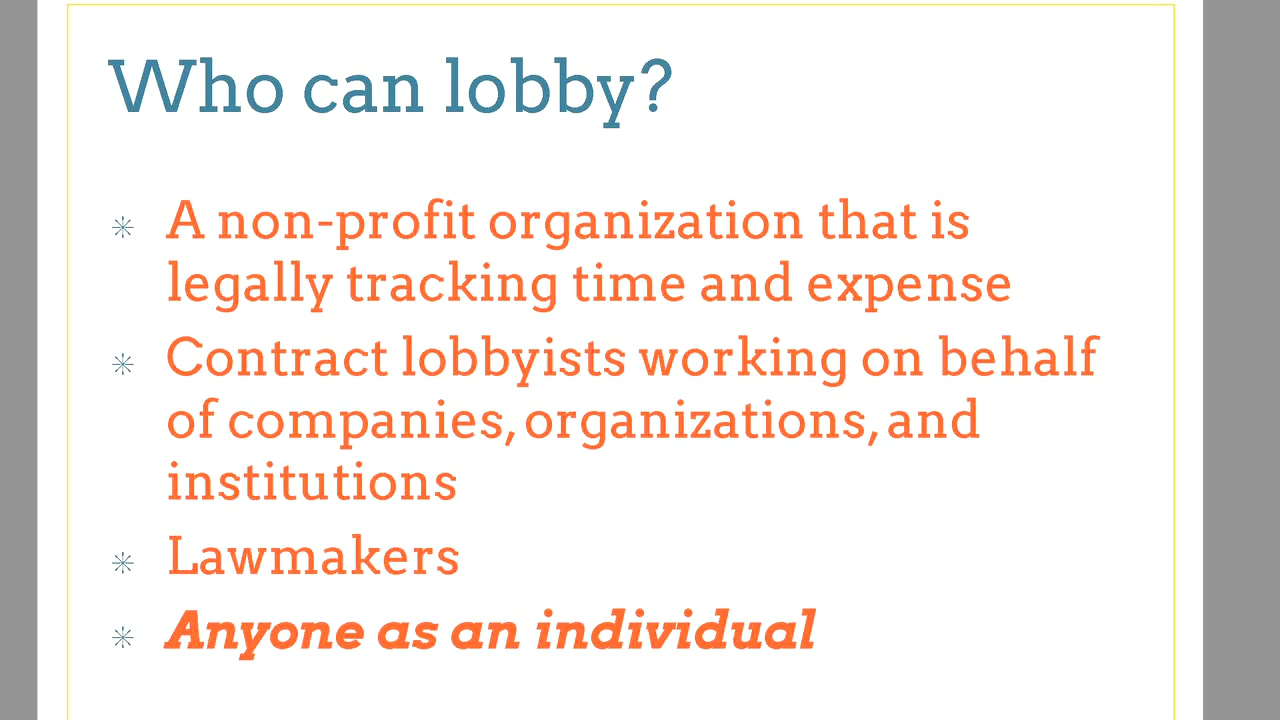 Who can lobby?
A non-profit organization that is
legally tracking time and expense
Contract lobbyists working on behalf
of companies, organizations, and
institutions
Lawmakers
Anyone as an individual